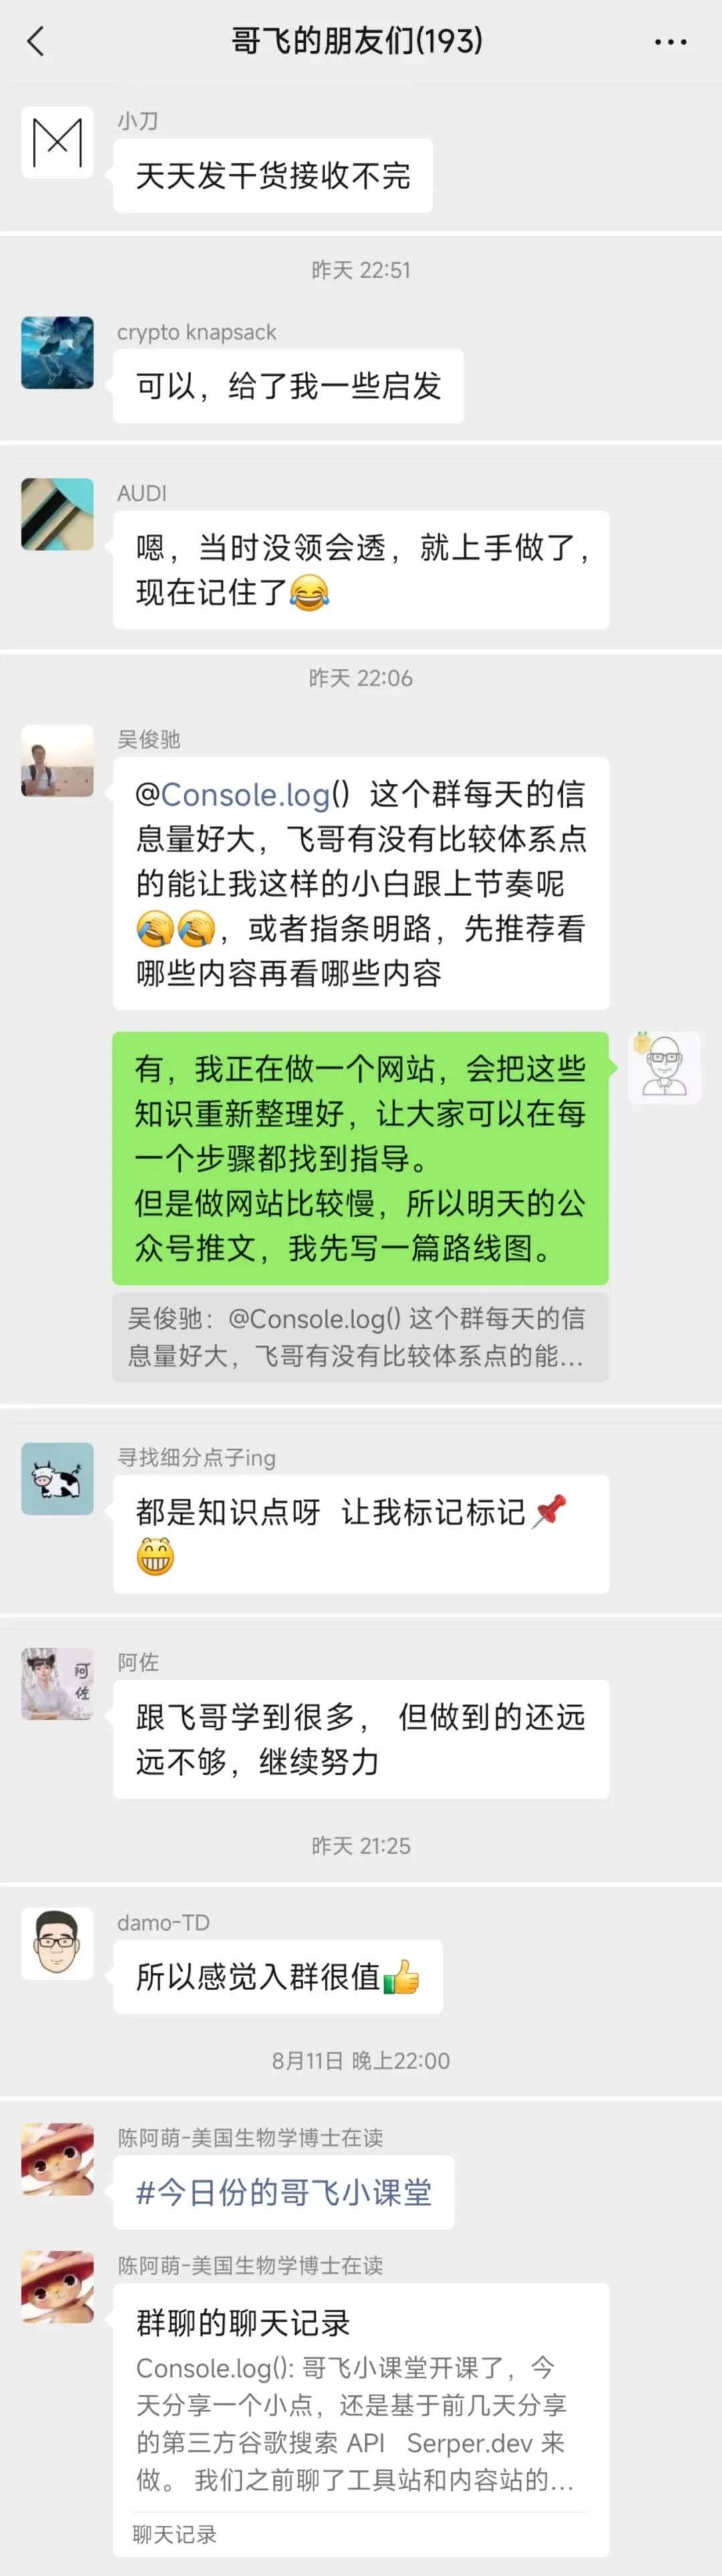 哥飞的朋友们(193)
小刀
天天发干货接收不完
昨天 22:51
crypto knapsack
可以，给了我一些启发
AUDI
嗯，当时没领会透，就上手做了，
现在记住了😂
昨天 22:06
吴俊驰
@Console.log() 这个群每天的信
息量好大，飞哥有没有比较体系点
的能让我这样的小白跟上节奏呢
🤣🤣，或者指条明路，先推荐看
哪些内容再看哪些内容
有，我正在做一个网站，会把这些
知识重新整理好，让大家可以在每
一个步骤都找到指导。
但是做网站比较慢，所以明天的公
众号推文，我先写一篇路线图。
吴俊驰：@Console.log() 这个群每天的信
息量好大，飞哥有没有比较体系点的能...
寻找细分点子ing
都是知识点呀 让我标记标记📌
😁
阿佐
阿
佐
跟飞哥学到很多， 但做到的还远
远不够，继续努力
昨天 21:25
damo-TD
所以感觉入群很值👍
8月11日 晚上22:00
陈阿萌-美国生物学博士在读
#今日份的哥飞小课堂
陈阿萌-美国生物学博士在读
群聊的聊天记录
Console.log(): 哥飞小课堂开课了，今
天分享一个小点，还是基于前几天分享
的第三方谷歌搜索 API Serper.dev 来
做。 我们之前聊了工具站和内容站的...
聊天记录